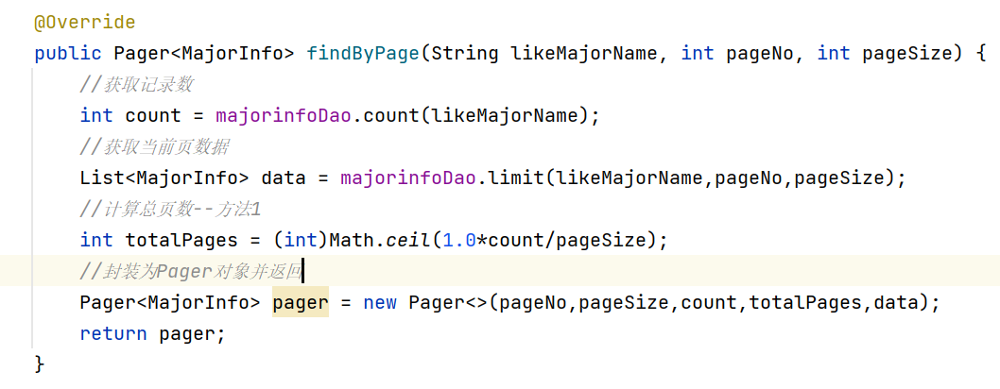 @Override
public Pager<MajorInfo> findByPage(String likeMajorName, int pageNo, int pageSize) {
//获取记录数
int count = majorinfoDao.count(likeMajorName);
//获取当前页数据
List<MajorInfo> data = majorinfoDao.limit(likeMajorName,pageNo,pageSize);
//计算总页数--方法1
int totalPages = (int)Math.ceil(1.0*count/pageSize);
//封装为Pager对象并返回
Pager<MajorInfo> pager = new Pager<>(pageNo,pageSize,count,totalPages,data);
return pager;
}